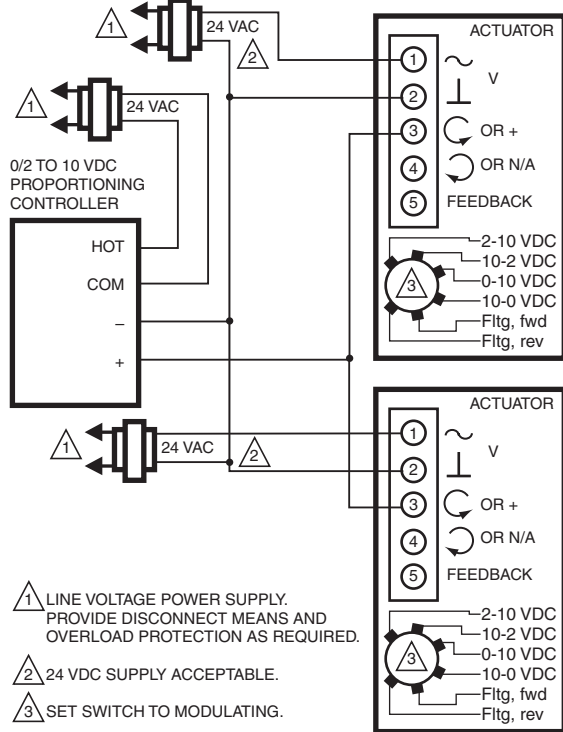 1
24 VAC
2
1
24 VAC
0/2 TO 10 VDC
PROPORTIONING
CONTROLLER
HOT
COM
–
+
ACTUATOR
1
V
2
3 OR +
4 OR N/A
5 FEEDBACK
3
2-10 VDC
10-2 VDC
0-10 VDC
10-0 VDC
Fltg, fwd
Fltg, rev
1
24 VAC
2
ACTUATOR
1
V
2
3 OR +
4 OR N/A
5 FEEDBACK
3
2-10 VDC
10-2 VDC
0-10 VDC
10-0 VDC
Fltg, fwd
Fltg, rev
1 LINE VOLTAGE POWER SUPPLY.
PROVIDE DISCONNECT MEANS AND
OVERLOAD PROTECTION AS REQUIRED.
2 24 VDC SUPPLY ACCEPTABLE.
3 SET SWITCH TO MODULATING.